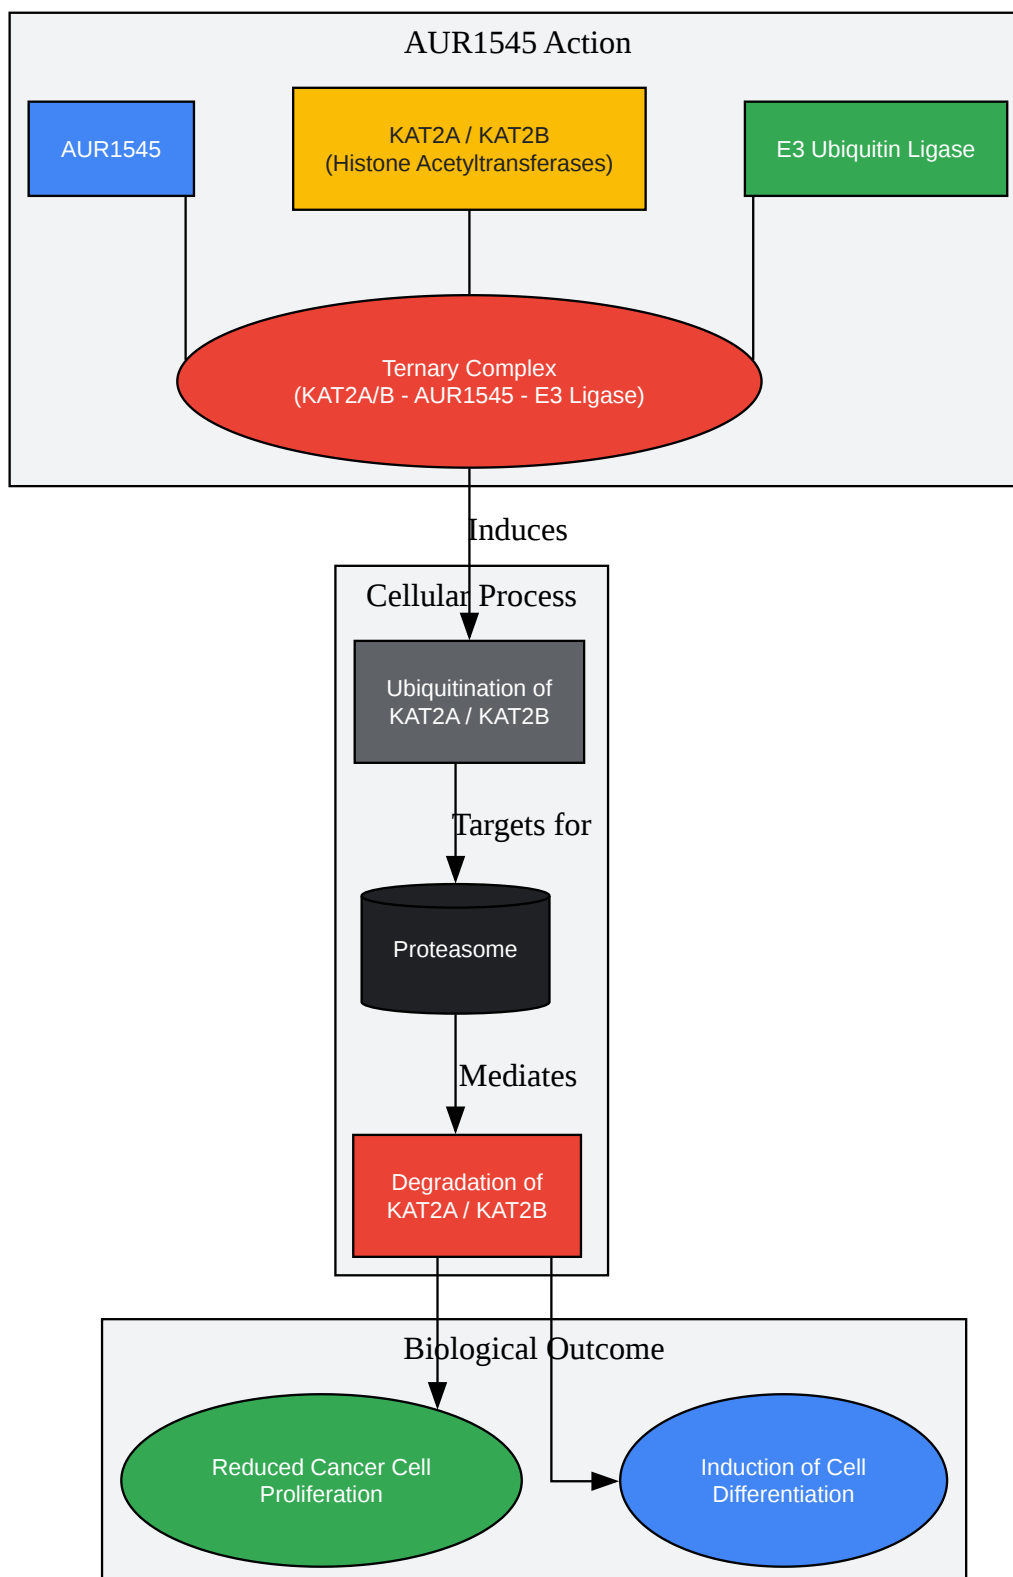 AUR1545 Action
AUR1545
KAT2A / KAT2B
(Histone Acetyltransferases)
E3 Ubiquitin Ligase
Ternary Complex
(KAT2A/B - AUR1545 - E3 Ligase)
Induces
Cellular Process
Ubiquitination of
KAT2A / KAT2B
Targets for
Proteasome
Mediates
Degradation of
KAT2A / KAT2B
Biological Outcome
Reduced Cancer Cell
Proliferation
Induction of Cell
Differentiation